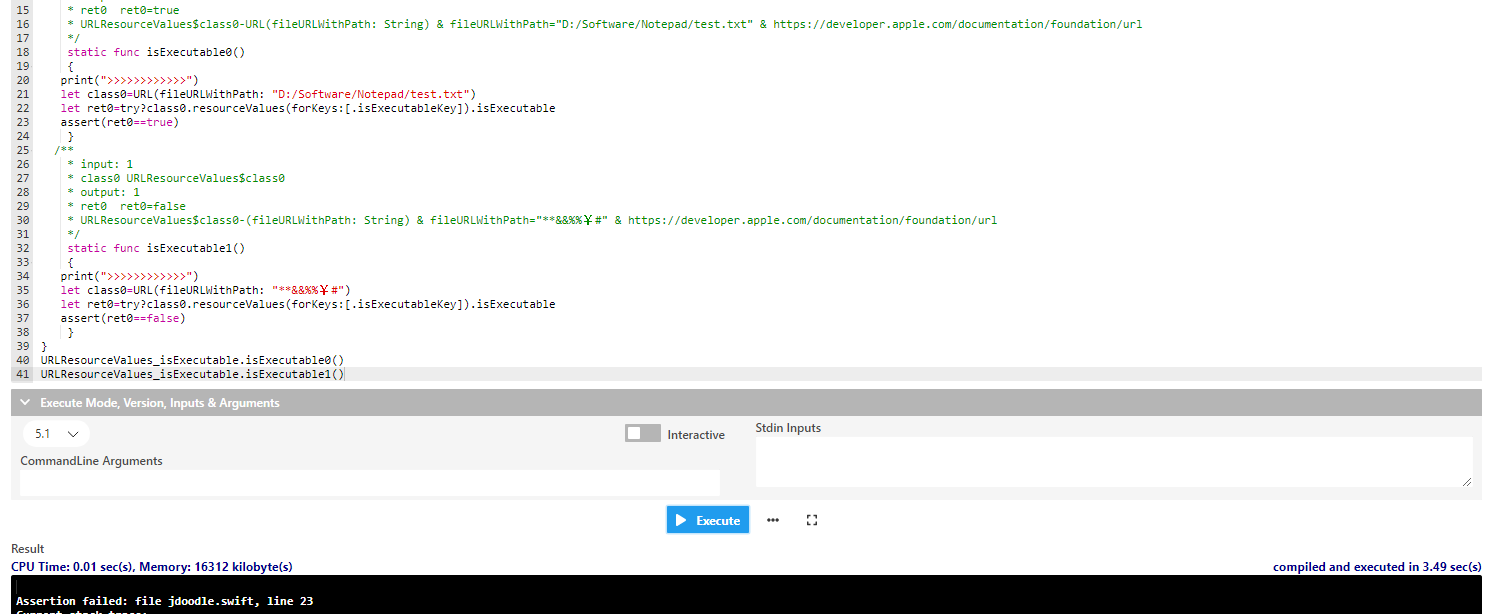 15 * ret0 ret0=true
16 * URLResourceValues$class0-URL(fileURLWithPath: String) & fileURLWithPath="D:/Software/Notepad/test.txt" & https://developer.apple.com/documentation/foundation/url
17 */
18 static func isExecutable0()
19 {
20 print(">>>>>>>>>>>>")
21 let class0=URL(fileURLWithPath: "D:/Software/Notepad/test.txt")
22 let ret0=try?class0.resourceValues(forKeys:[.isExecutableKey]).isExecutable
23 assert(ret0==true)
24 }
25 /**
26 * input: 1
27 * class0 URLResourceValues$class0
28 * output: 1
29 * ret0 ret0=false
30 * URLResourceValues$class0-(fileURLWithPath: String) & fileURLWithPath="**&&%%¥#" & https://developer.apple.com/documentation/foundation/url
31 */
32 static func isExecutable1()
33 {
34 print(">>>>>>>>>>>>")
35 let class0=URL(fileURLWithPath: "**&&%%¥#")
36 let ret0=try?class0.resourceValues(forKeys:[.isExecutableKey]).isExecutable
37 assert(ret0==false)
38 }
39 }
40 URLResourceValues_isExecutable.isExecutable0()
41 URLResourceValues_isExecutable.isExecutable1()
Execute Mode, Version, Inputs & Arguments
5.1
Interactive
Stdin Inputs
CommandLine Arguments
Execute
Result
CPU Time: 0.01 sec(s), Memory: 16312 kilobyte(s)
compiled and executed in 3.49 sec(s)
Assertion failed: file jdoodle.swift, line 23
Current stack trace: